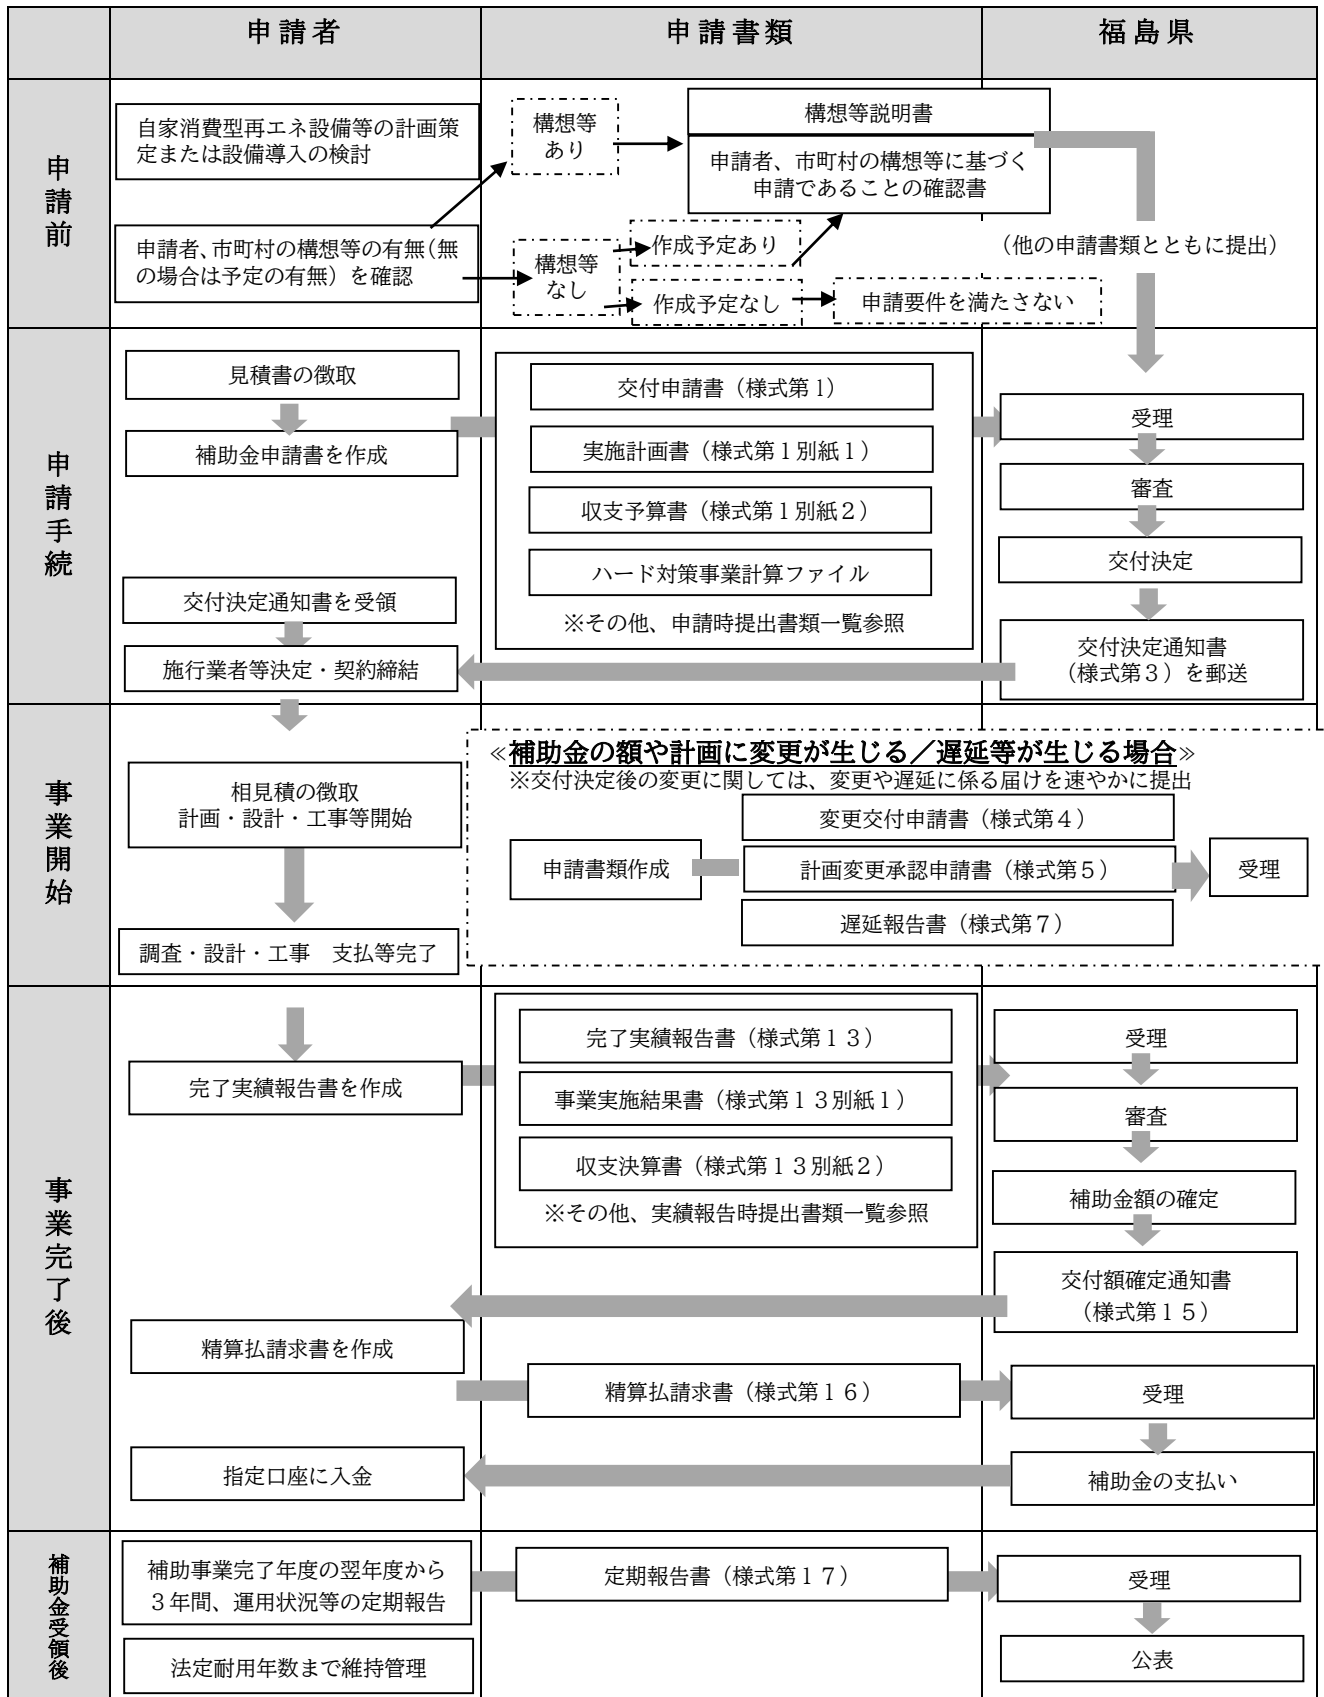 申請者
申請書類
福島県
申請前
自家消費型再エネ設備等の計画策
定または設備導入の検討
申請者、市町村の構想等の有無（無
の場合は予定の有無）を確認
構想等
あり
構想等
なし
作成予定あり
作成予定なし
構想等説明書
申請者、市町村の構想等に基づく
申請であることの確認書
申請要件を満たさない
（他の申請書類とともに提出）
申請手続
見積書の徴取
補助金申請書を作成
交付決定通知書を受領
施行業者等決定・契約締結
交付申請書（様式第１）
実施計画書（様式第１別紙１）
収支予算書（様式第１別紙２）
ハード対策事業計算ファイル
※その他、申請時提出書類一覧参照
受理
審査
交付決定
交付決定通知書
（様式第３）を郵送
事業開始
相見積の徴取
計画・設計・工事等開始
調査・設計・工事　支払等完了
≪補助金の額や計画に変更が生じる／遅延等が生じる場合≫
※交付決定後の変更に関しては、変更や遅延に係る届けを速やかに提出
申請書類作成
変更交付申請書（様式第４）
計画変更承認申請書（様式第５）
遅延報告書（様式第７）
受理
事業完了後
完了実績報告書を作成
完了実績報告書（様式第１３）
事業実施結果書（様式第１３別紙１）
収支決算書（様式第１３別紙２）
※その他、実績報告時提出書類一覧参照
受理
審査
補助金額の確定
交付額確定通知書
（様式第１５）
精算払請求書を作成
精算払請求書（様式第１６）
受理
指定口座に入金
補助金の支払い
補助金受領後
補助事業完了年度の翌年度から
３年間、運用状況等の定期報告
定期報告書（様式第１７）
受理
法定耐用年数まで維持管理
公表